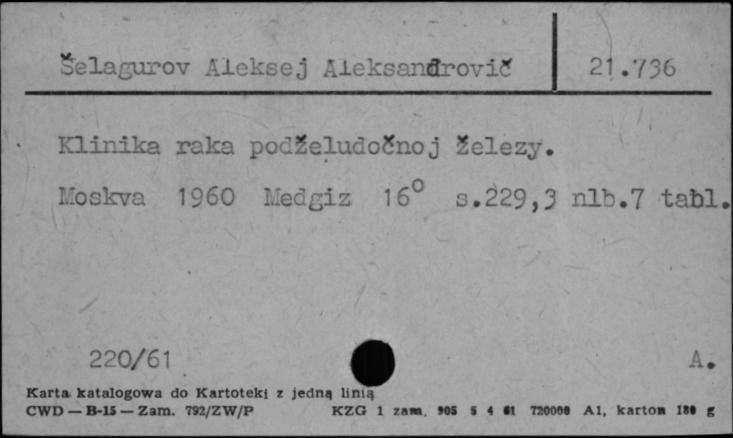 Šelagurov Aleksej Aleksandrovič 21.736
Klinika raka podželudočnoj železy.
Moskva 1960 Medgiz 16° s.229,3 nlb.7 tabl.
220/61 A.
Karta katalogowa do Kartoteki z jedną linią
CWD — B-15 — Zam. 792/ZW/P KZG 1 zam. 905 5 4 61 720000 A1, karton 180 g